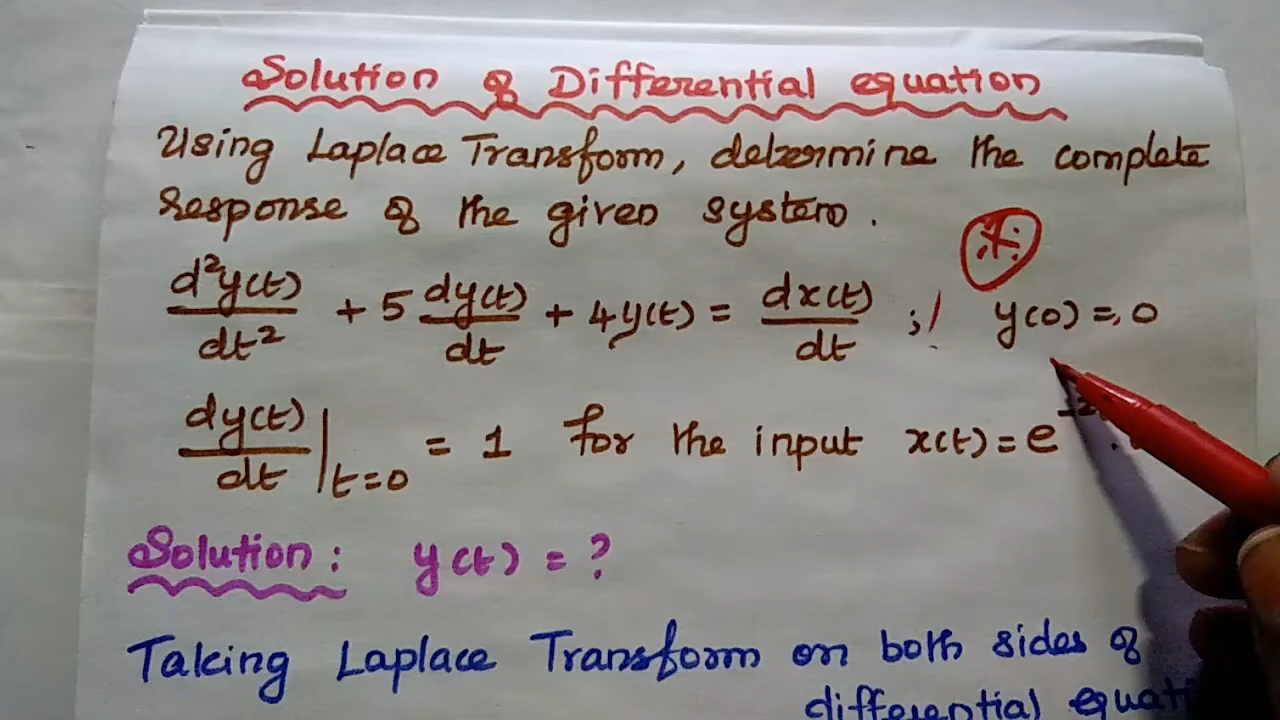 Solution of Differential equation
Using Laplace Transform, determine the complete
response of the given system.
d²y(t)/dt² + 5 dy(t)/dt + 4y(t) = dx(t)/dt ; y(0) = 0
dy(t)/dt |t=0 = 1 for the input x(t) = e^-2
Solution: y(t) = ?
Taking Laplace Transform on both sides of
differential